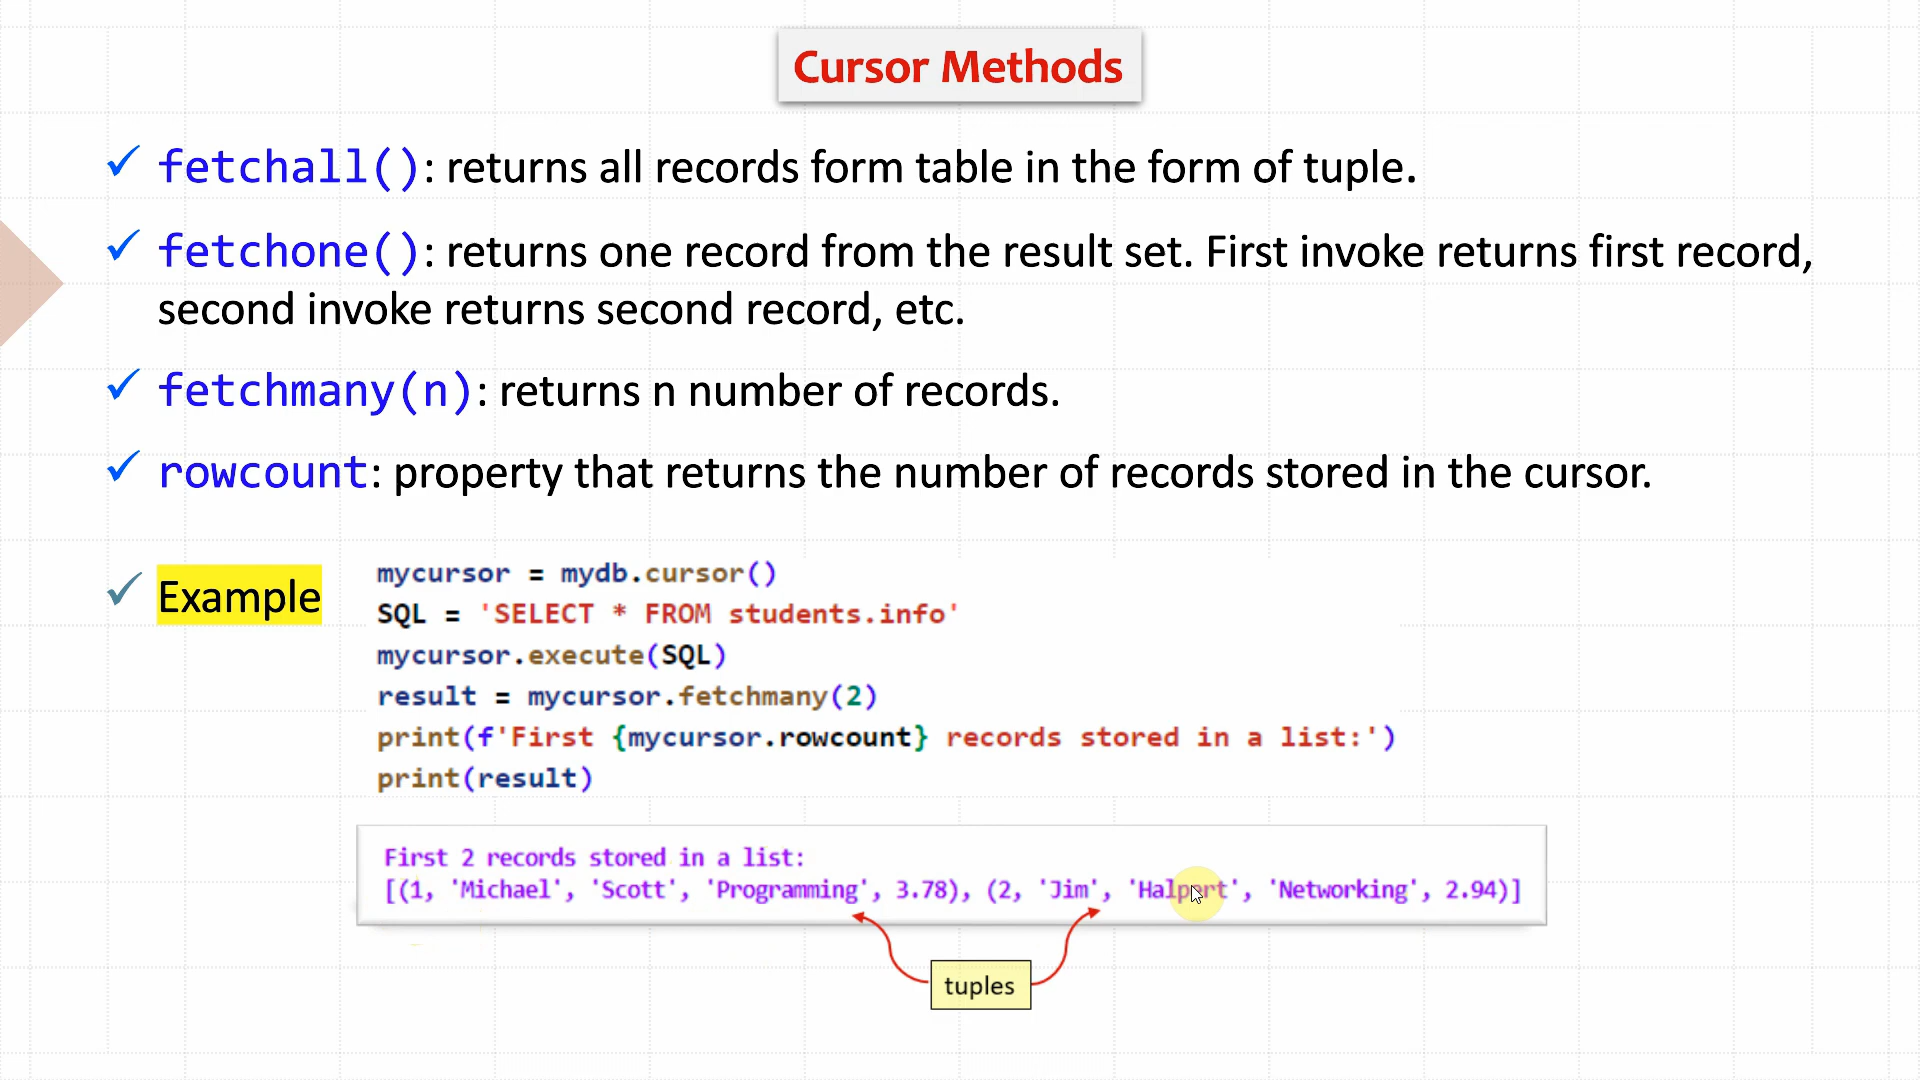 Cursor Methods
fetchall(): returns all records form table in the form of tuple.
fetchone(): returns one record from the result set. First invoke returns first record,
second invoke returns second record, etc.
fetchmany(n): returns n number of records.
rowcount: property that returns the number of records stored in the cursor.
Example
mycursor = mydb.cursor()
SQL = 'SELECT * FROM students.info'
mycursor.execute(SQL)
result = mycursor.fetchmany(2)
print(f'First {mycursor.rowcount} records stored in a list:')
print(result)
First 2 records stored in a list:
[(1, 'Michael', 'Scott', 'Programming', 3.78), (2, 'Jim', 'Halpert', 'Networking', 2.94)]
tuples